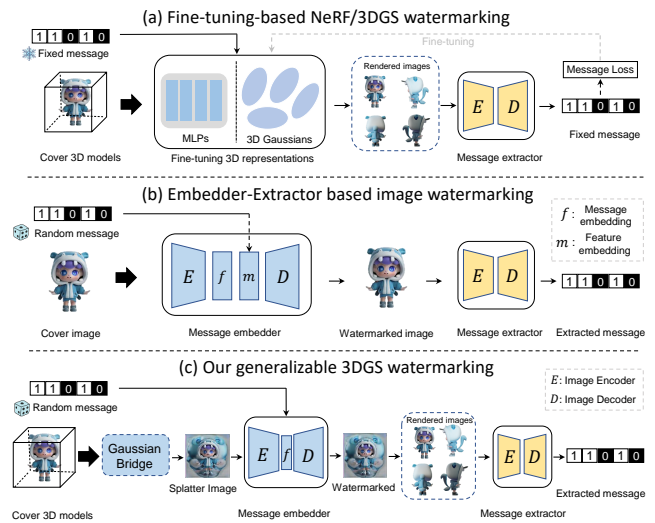 (a) Fine-tuning-based NeRF/3DGS watermarking
1 1 0 1 0
Fixed message
Fine-tuning
Rendered images
Message Loss
E D
1 1 0 1 0
MLPs
3D Gaussians
Fixed message
Cover 3D models
Fine-tuning 3D representations
Message extractor
(b) Embedder-Extractor based image watermarking
1 1 0 1 0
Random message
f : Message embedding
m : Feature embedding
E f m D
E D
1 1 0 1 0
Cover image
Message embedder
Watermarked image
Message extractor
Extracted message
(c) Our generalizable 3DGS watermarking
1 1 0 1 0
Random message
E: Image Encoder
D: Image Decoder
Rendered images
Gaussian
Bridge
E f D
E D
1 1 0 1 0
Splatter Image
Watermarked
Extracted message
Cover 3D models
Message embedder
Message extractor